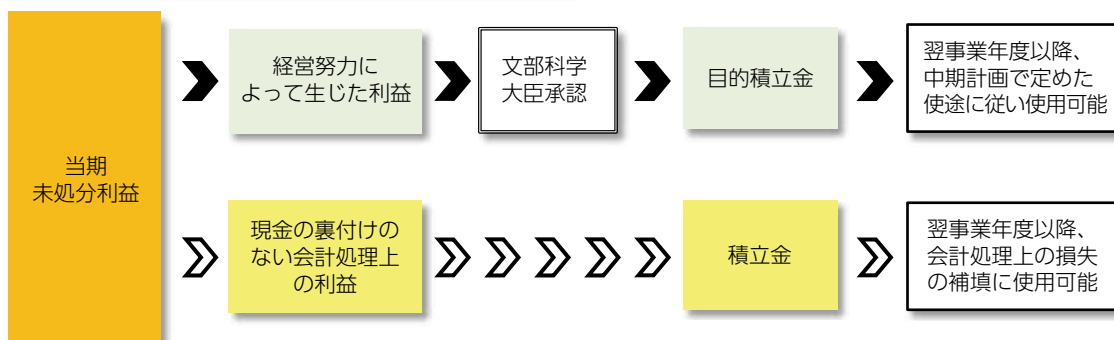 当期
未処分利益
経営努力に
よって生じた利益
文部科学
大臣承認
目的積立金
翌事業年度以降、
中期計画で定めた
使途に従い使用可能
現金の裏付けの
ない会計処理上
の利益
積立金
翌事業年度以降、
会計処理上の損失
の補填に使用可能